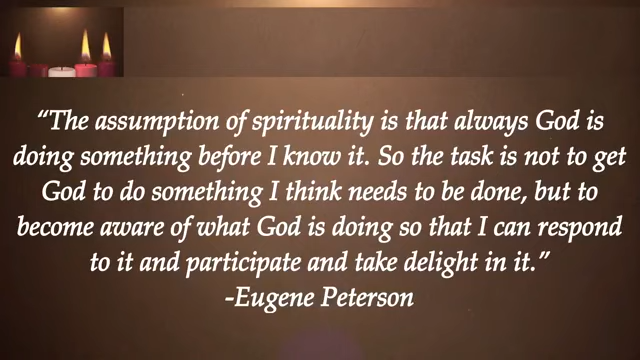 “The assumption of spirituality is that always God is
doing something before I know it. So the task is not to get
God to do something I think needs to be done, but to
become aware of what God is doing so that I can respond
to it and participate and take delight in it.”
-Eugene Peterson